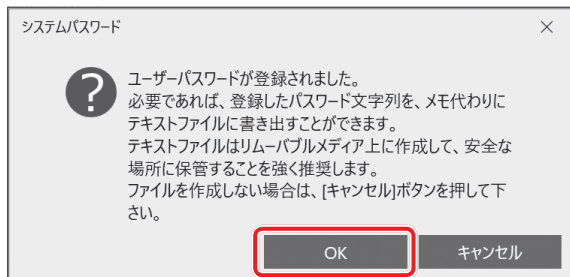 システムパスワード
ユーザーパスワードが登録されました。
必要であれば、登録したパスワード文字列を、メモ代わりに
テキストファイルに書き出すことができます。
テキストファイルはリムーバブルメディア上に作成して、安全な
場所に保管することを強く推奨します。
ファイルを作成しない場合は、[キャンセル]ボタンを押して下
さい。
OK
キャンセル